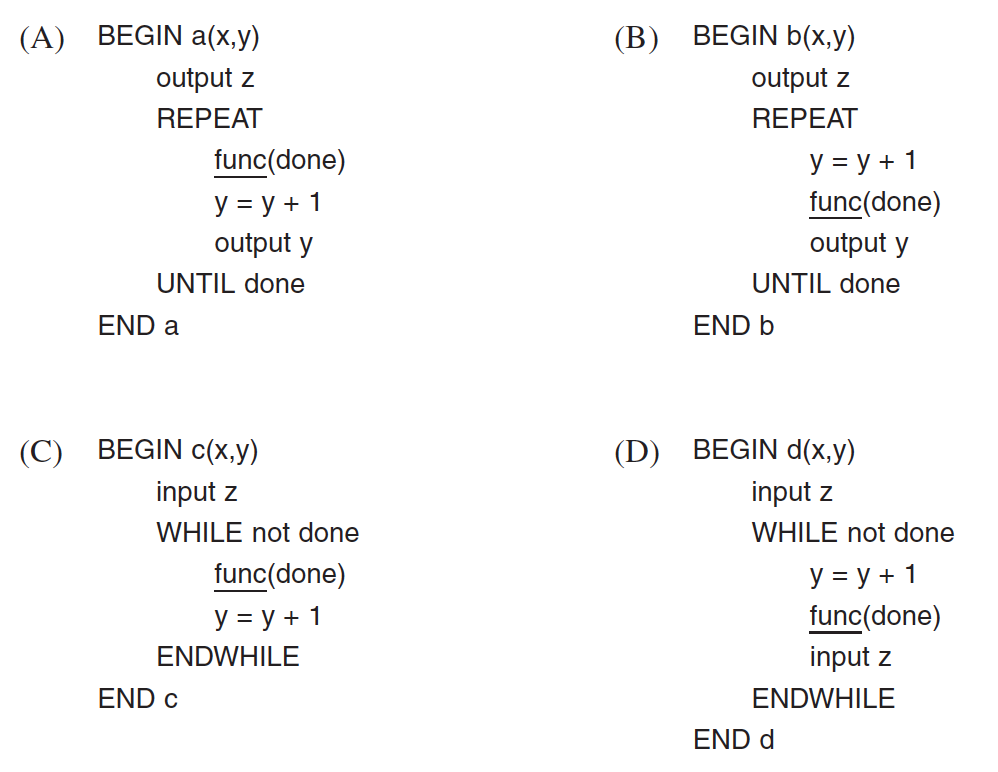 (A) BEGIN a(x,y)
output z
REPEAT
func(done)
y = y + 1
output y
UNTIL done
END a
(B) BEGIN b(x,y)
output z
REPEAT
y = y + 1
func(done)
output y
UNTIL done
END b
(C) BEGIN c(x,y)
input z
WHILE not done
func(done)
y = y + 1
ENDWHILE
END c
(D) BEGIN d(x,y)
input z
WHILE not done
y = y + 1
func(done)
input z
ENDWHILE
END d